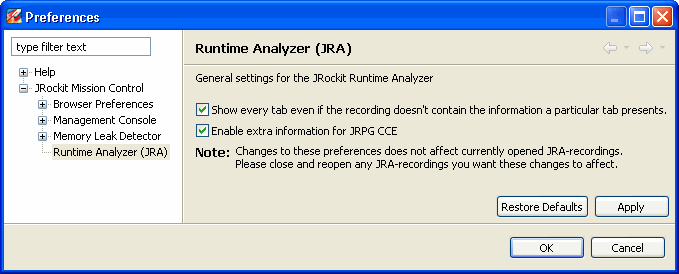 Preferences
type filter text
Help
JRockit Mission Control
Browser Preferences
Management Console
Memory Leak Detector
Runtime Analyzer (JRA)
Runtime Analyzer (JRA)
General settings for the JRockit Runtime Analyzer
Show every tab even if the recording doesn't contain the information a particular tab presents.
Enable extra information for JRPG CCE
Note: Changes to these preferences does not affect currently opened JRA-recordings.
Please close and reopen any JRA-recordings you want these changes to affect.
Restore Defaults Apply
OK Cancel